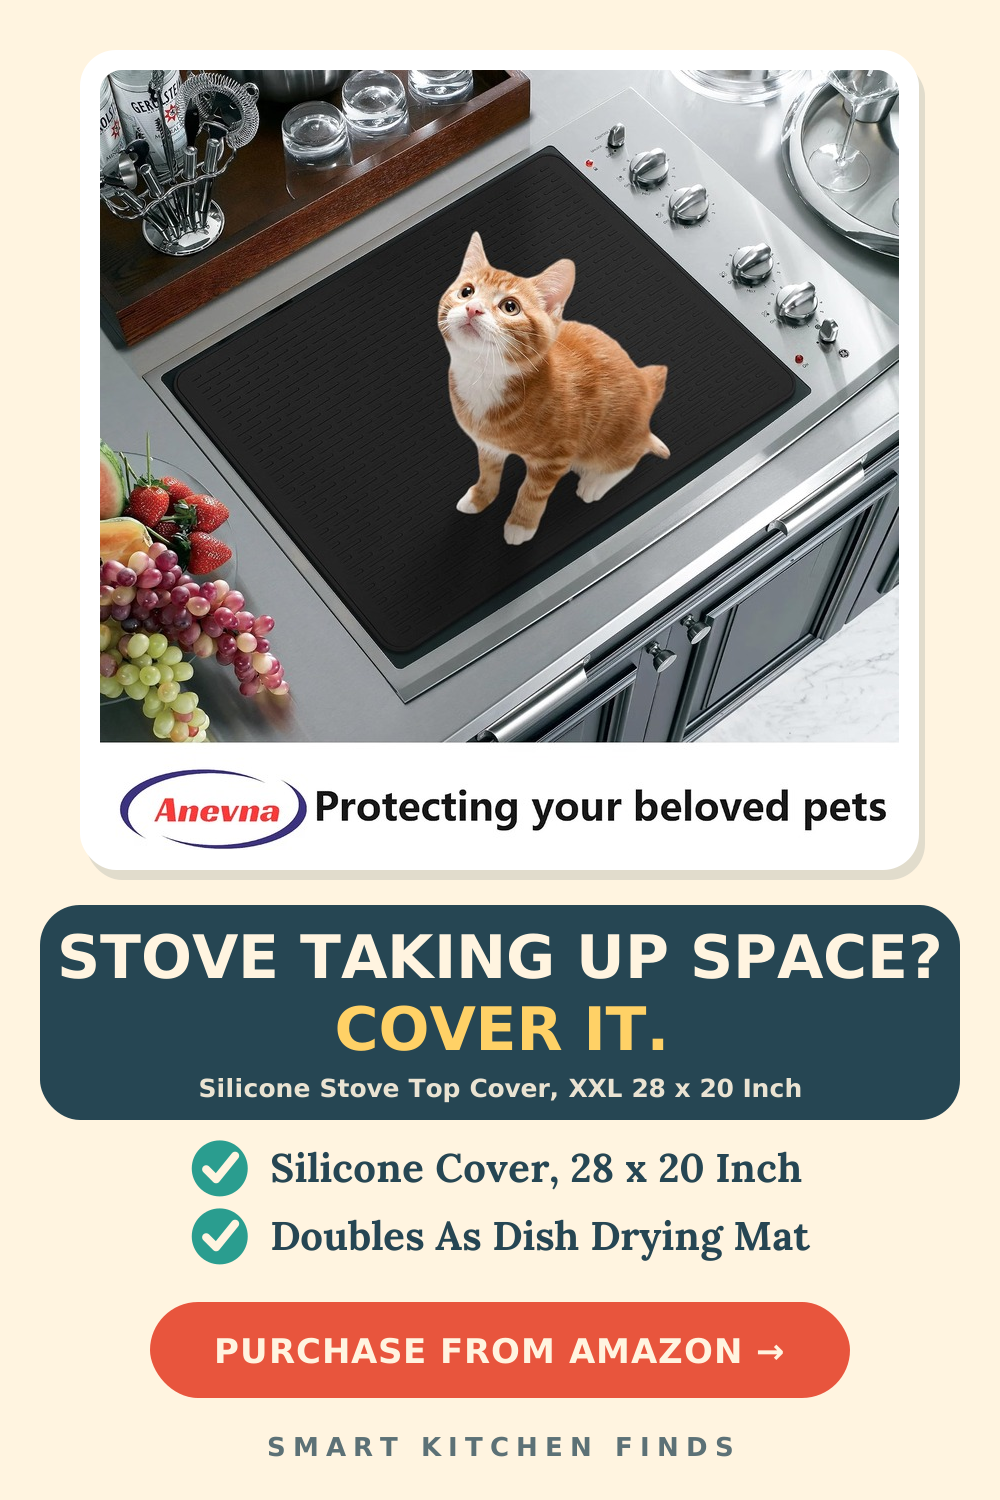 Anevna Protecting your beloved pets
STOVE TAKING UP SPACE?
COVER IT.
Silicone Stove Top Cover, XXL 28 x 20 Inch
Silicone Cover, 28 x 20 Inch
Doubles As Dish Drying Mat
PURCHASE FROM AMAZON →
SMART KITCHEN FINDS